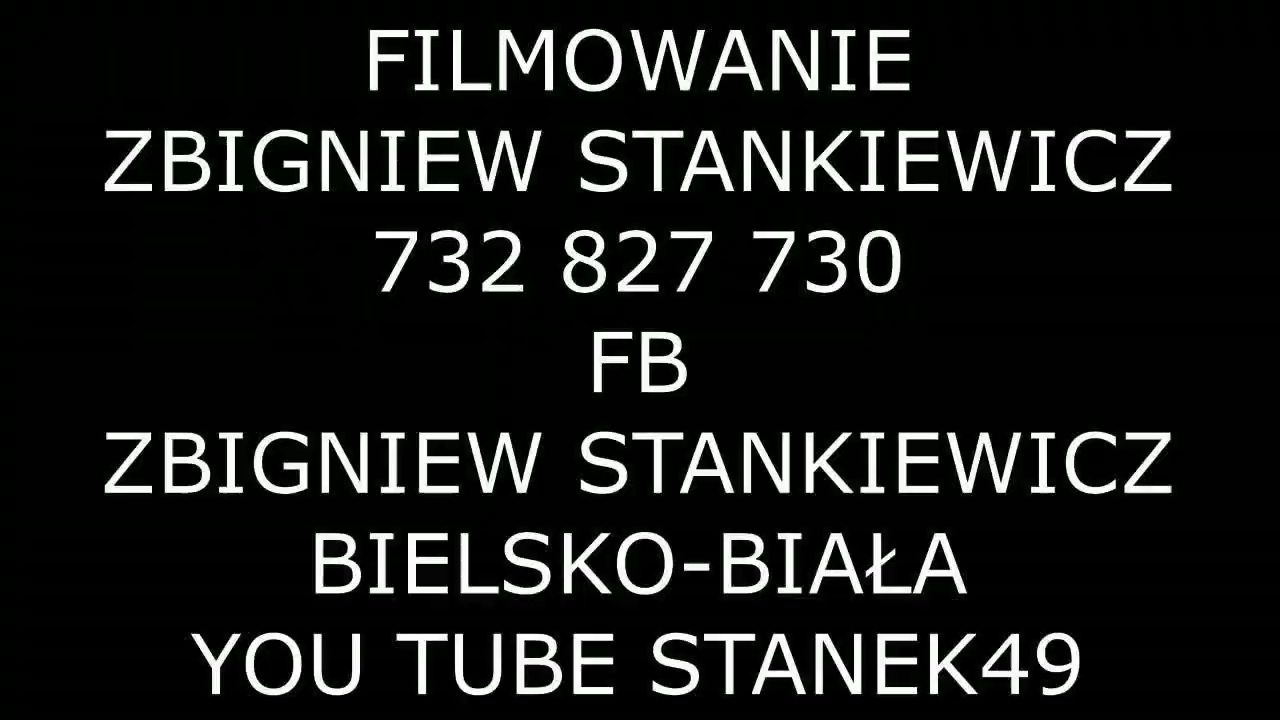 FILMOWANIE
ZBIGNIEW STANKIEWICZ
732 827 730
FB
ZBIGNIEW STANKIEWICZ
BIELSKO-BIAŁA
YOU TUBE STANEK49